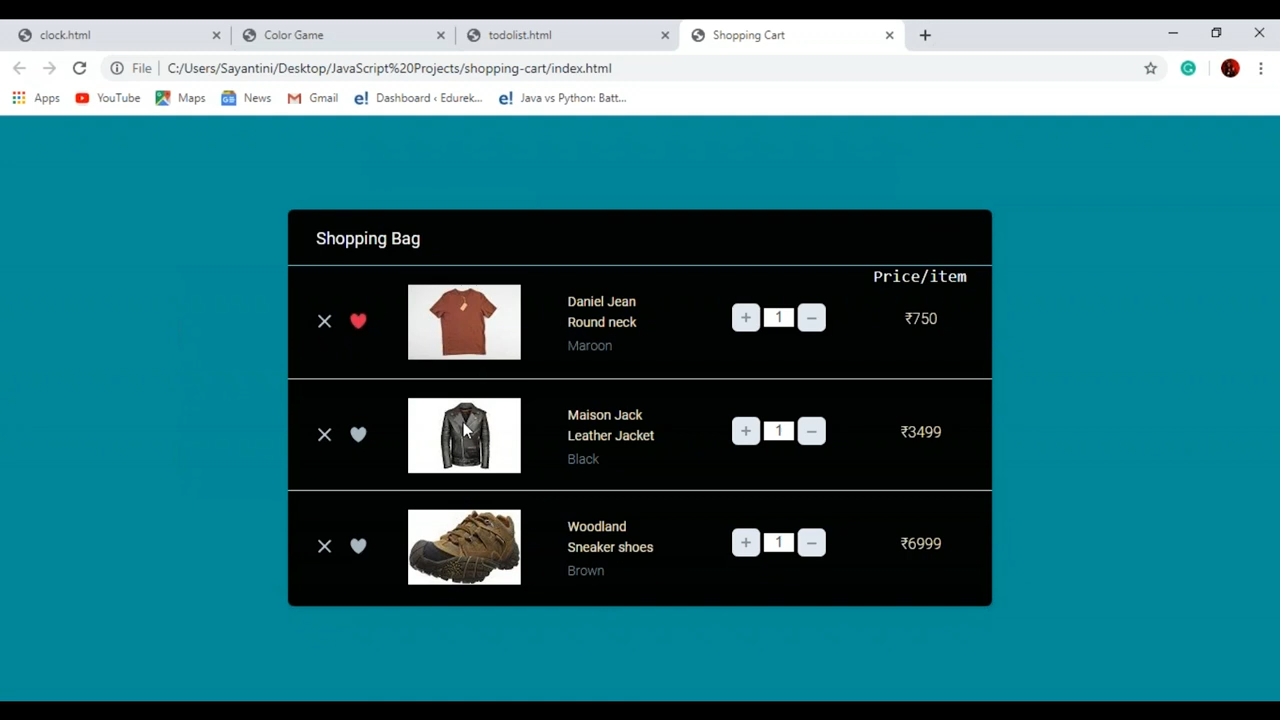 clock.html
Color Game
todolist.html
Shopping Cart
File
C:/Users/Sayantini/Desktop/JavaScript%20Projects/shopping-cart/index.html
Apps
YouTube
Maps
News
Gmail
e! Dashboard ‹ Edurek...
e! Java vs Python: Batt...
Shopping Bag
Price/item
Daniel Jean
Round neck
Maroon
+ 1 −
₹750
Maison Jack
Leather Jacket
Black
+ 1 −
₹3499
Woodland
Sneaker shoes
Brown
+ 1 −
₹6999